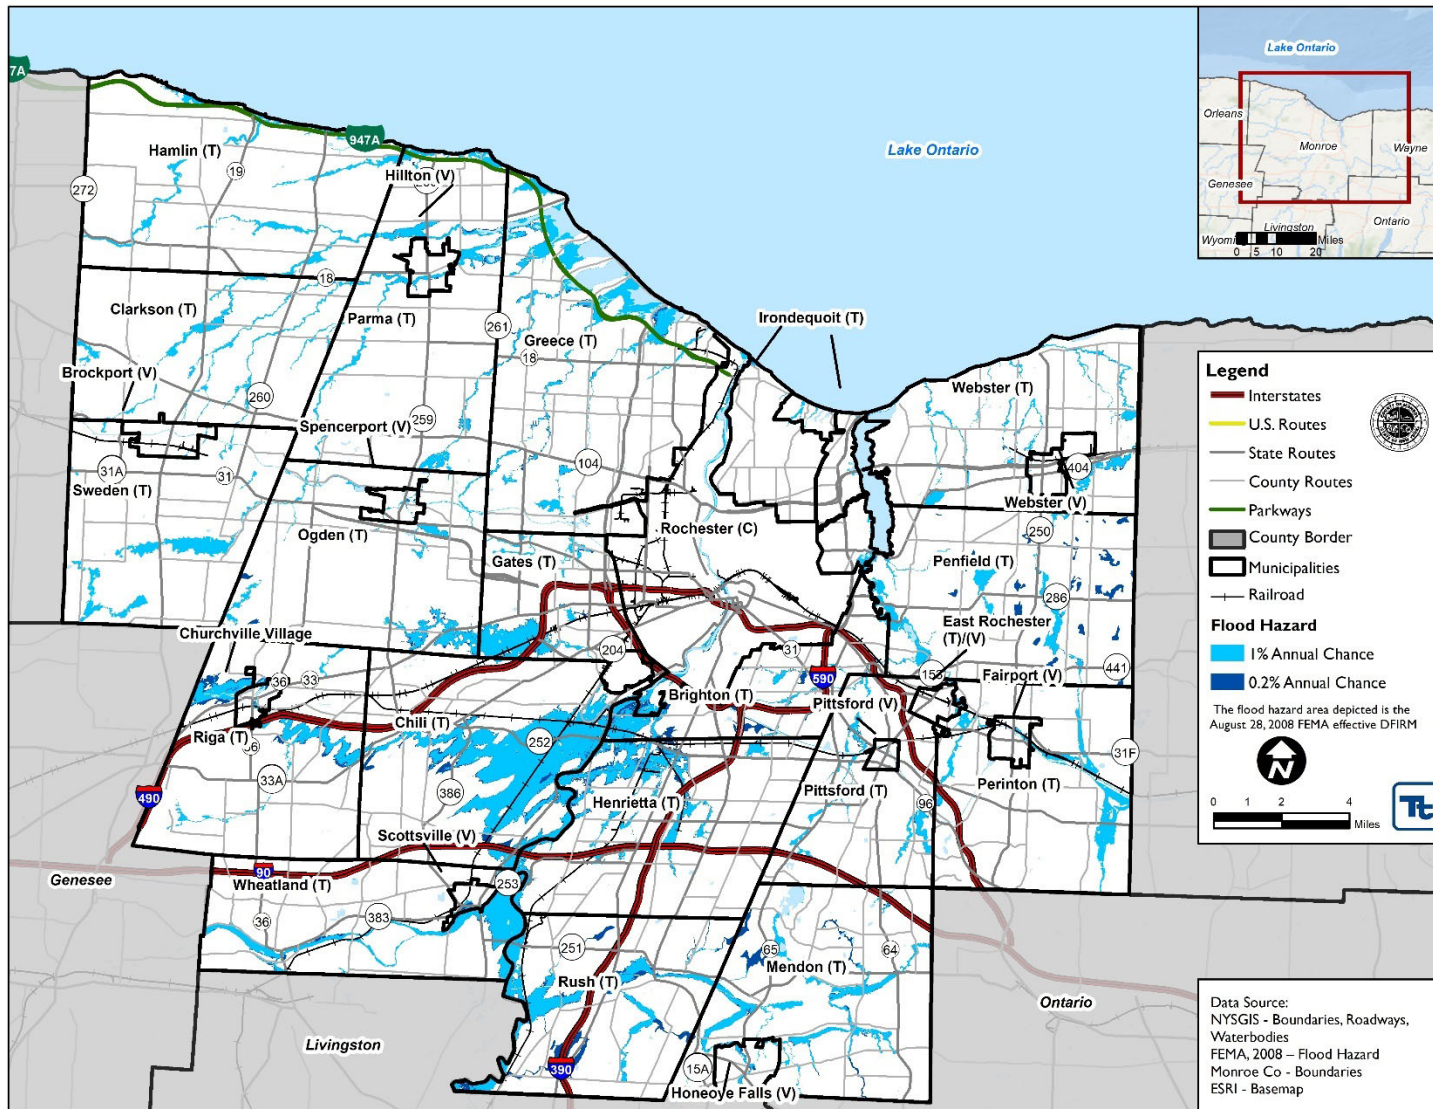 7A
947A
Lake Ontario
Hamlin (T)
19
Hillton (V)
272
18
Clarkson (T)
Parma (T)
261
Greece (T)
18
Irondequoit (T)
Brockport (V)
260
259
Spencerport (V)
Webster (T)
104
404
31A
31
Sweden (T)
Webster (V)
Ogden (T)
Rochester (C)
250
Gates (T)
Penfield (T)
286
East Rochester
(T)/(V)
Churchville Village
204
31
441
36
33
590
153
Fairport (V)
Brighton (T)
Pittsford (V)
Chili (T)
Riga (T)
36
252
31F
33A
386
490
Henrietta (T)
Pittsford (T)
96
Perinton (T)
Scottsville (V)
90
Genesee
Wheatland (T)
253
36
383
251
65
64
Mendon (T)
Rush (T)
Ontario
Livingston
390
15A
Honeoye Falls (V)
Lake Ontario
Orleans
Monroe
Wayne
Genesee
Livingston
Ontario
Wyomi
0 5 10 20
Miles
Legend
Interstates
U.S. Routes
State Routes
County Routes
Parkways
County Border
Municipalities
Railroad
Flood Hazard
1% Annual Chance
0.2% Annual Chance
The flood hazard area depicted is the
August 28, 2008 FEMA effective DFIRM
N
0 2 4
Miles
Tt
Data Source:
NYSGIS - Boundaries, Roadways,
Waterbodies
FEMA, 2008 – Flood Hazard
Monroe Co - Boundaries
ESRI - Basemap